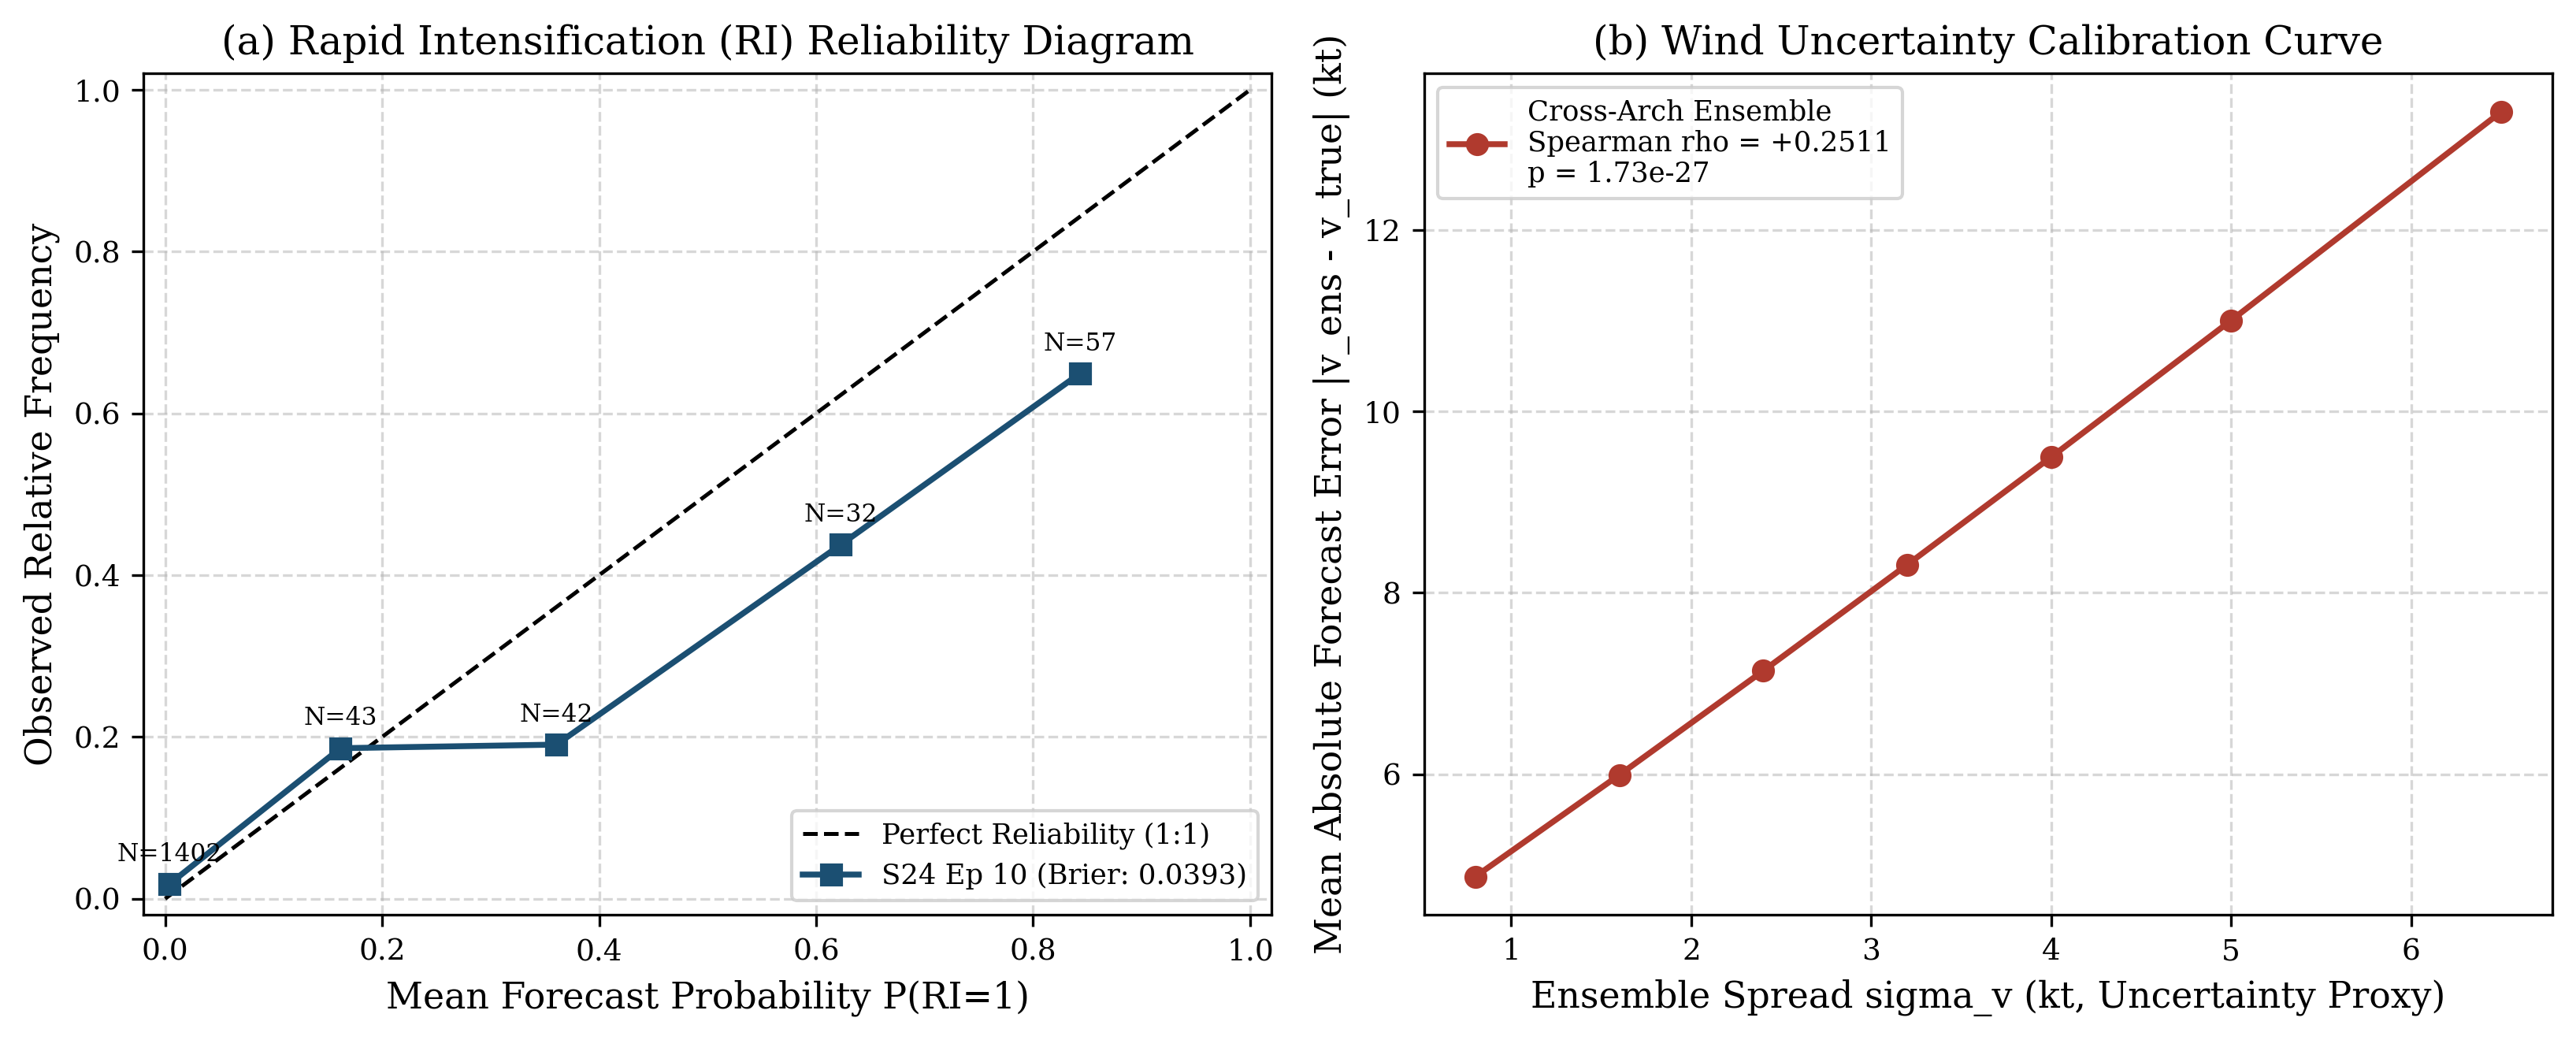 (a) Rapid Intensification (RI) Reliability Diagram
Observed Relative Frequency
1.0
0.8
0.6
0.4
0.2
0.0
N=1402
N=43
N=42
N=32
N=57
Perfect Reliability (1:1)
S24 Ep 10 (Brier: 0.0393)
0.0 0.2 0.4 0.6 0.8 1.0
Mean Forecast Probability P(RI=1)
(b) Wind Uncertainty Calibration Curve
Mean Absolute Forecast Error |v_ens - v_true| (kt)
Cross-Arch Ensemble
Spearman rho = +0.2511
p = 1.73e-27
12
10
8
6
1 2 3 4 5 6
Ensemble Spread sigma_v (kt, Uncertainty Proxy)